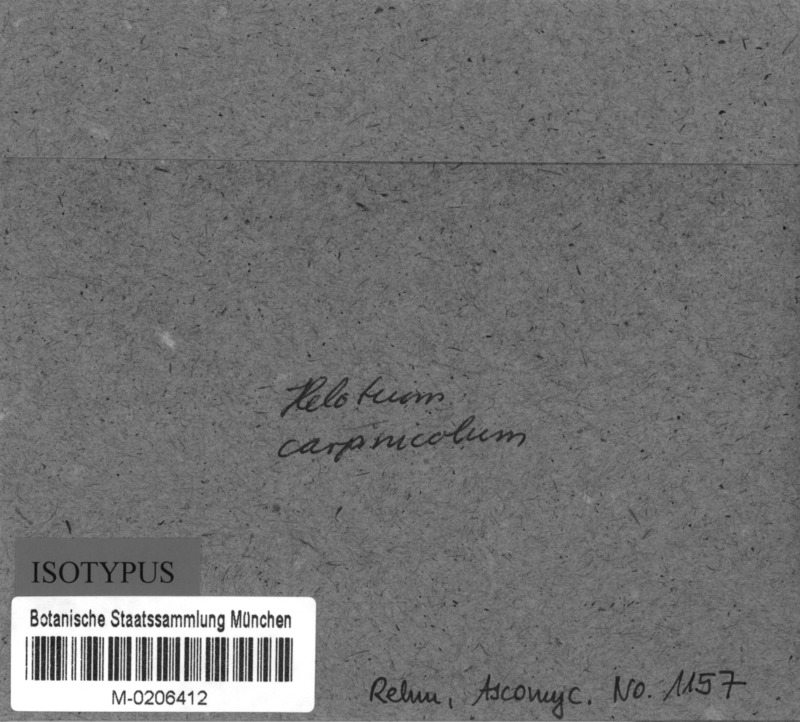 Helotium
carpinicolum
ISOTYPUS
Botanische Staatssammlung München
M-0206412
Rehm, Ascomyc. No. 1157